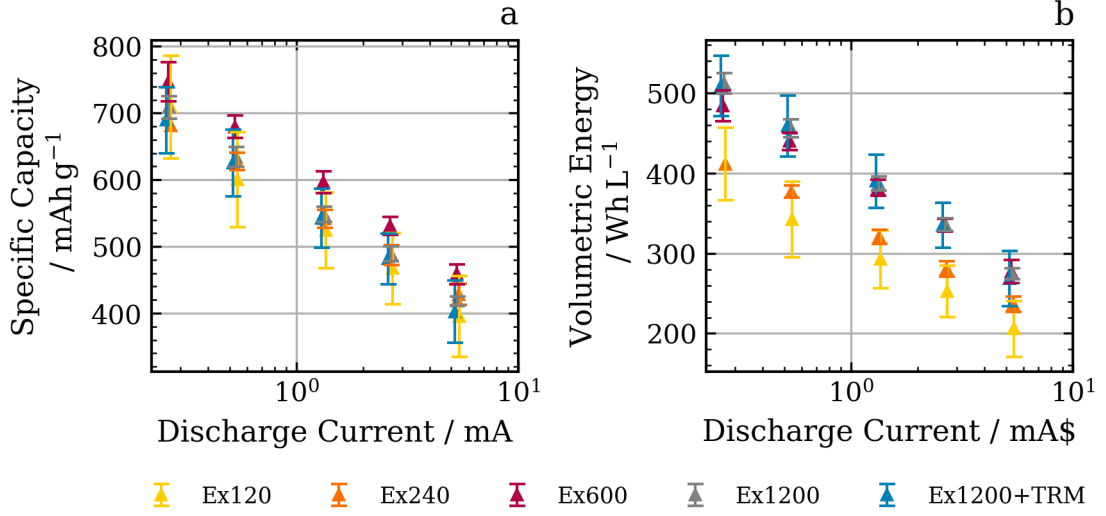 a
b
800
700
600
500
400
Specific Capacity
/ mAh g⁻¹
10⁰
10¹
Discharge Current / mA
500
400
300
200
Volumetric Energy
/ Wh L⁻¹
10⁰
10¹
Discharge Current / mA$
Ex120 Ex240 Ex600 Ex1200 Ex1200+TRM